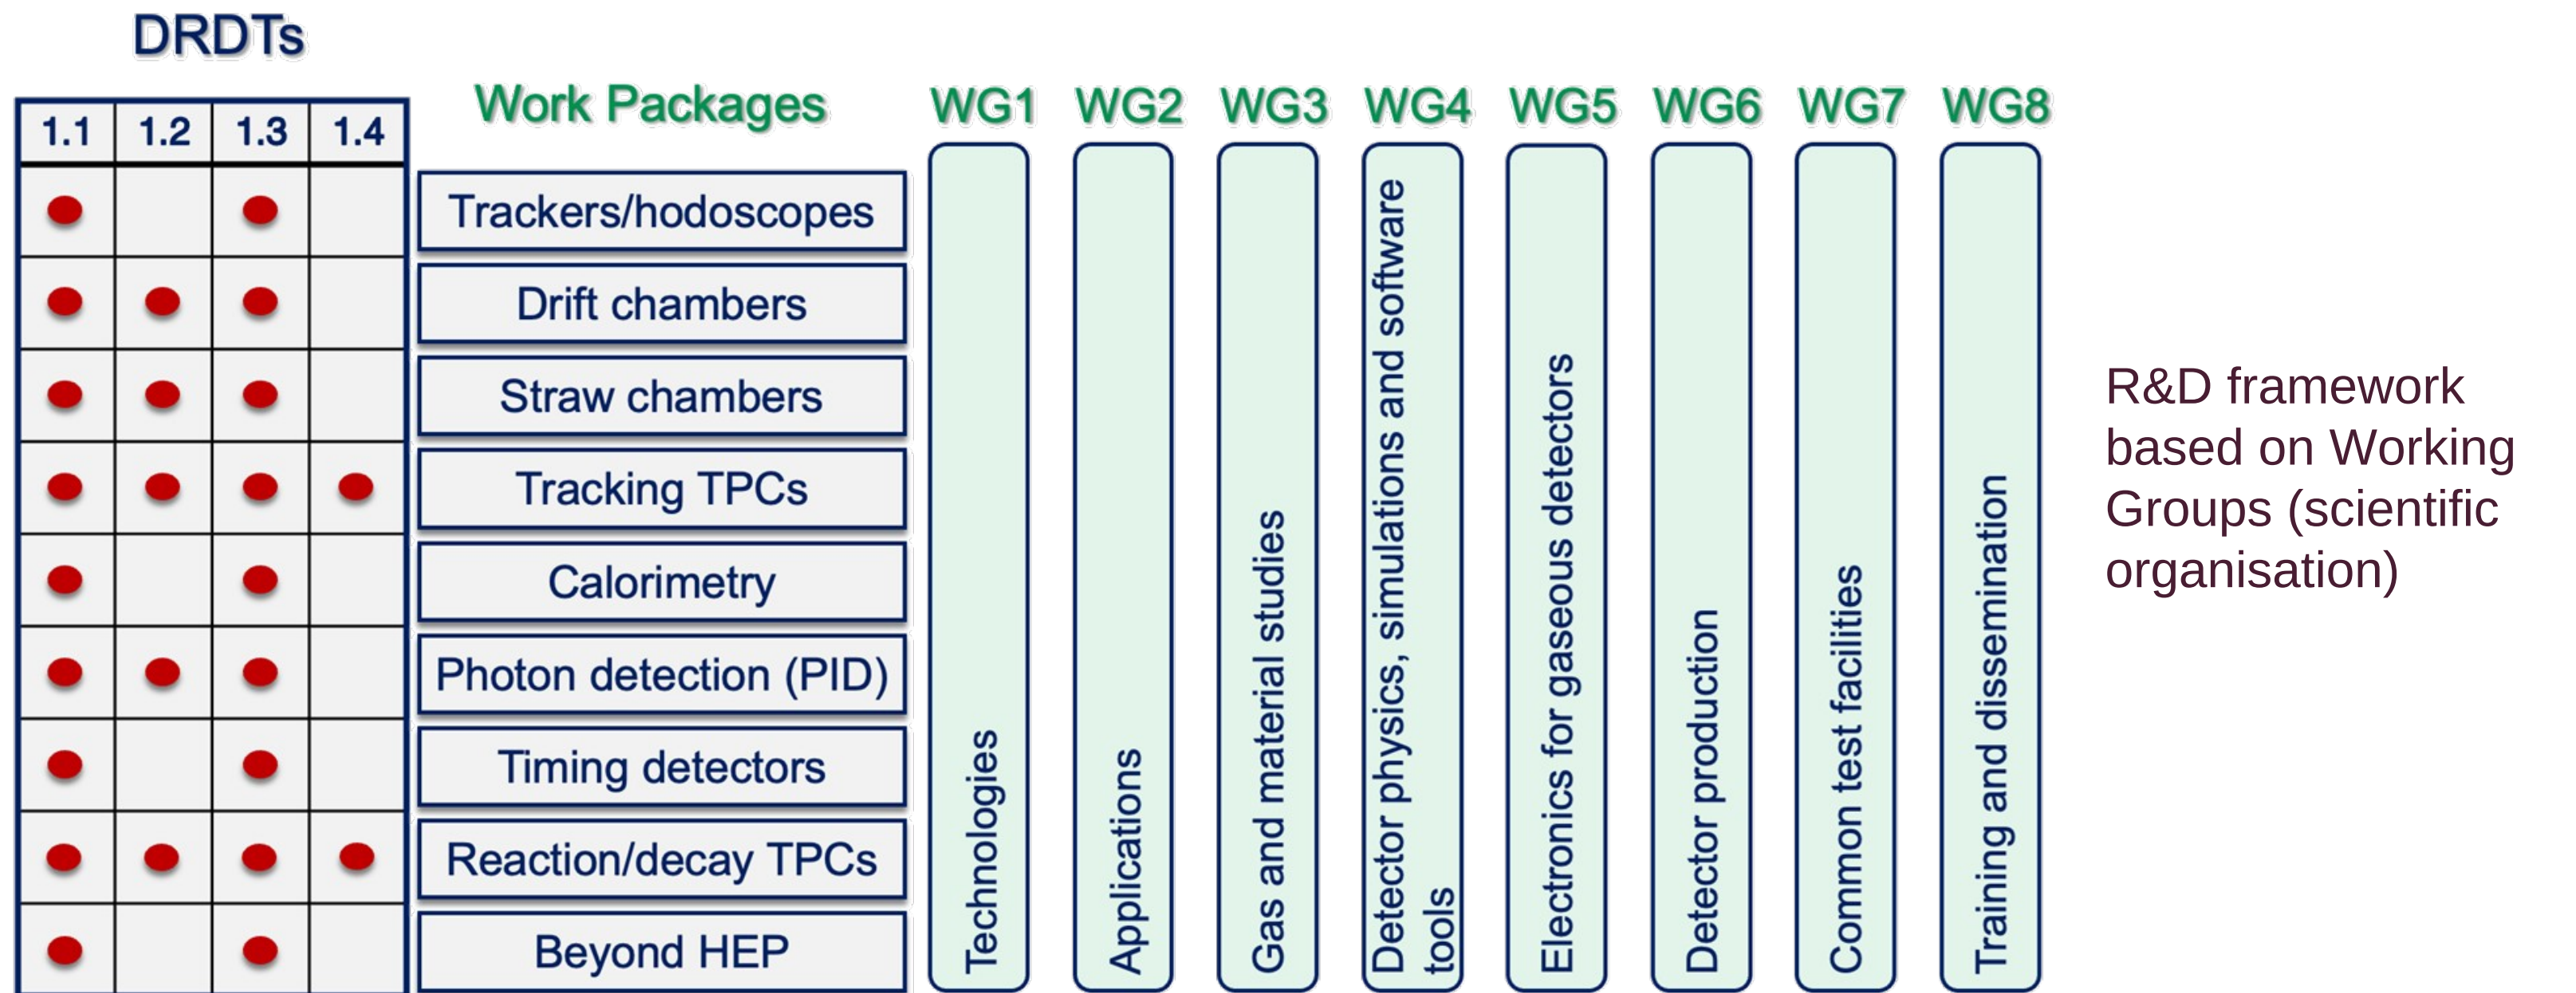 DRDTs
Work Packages
WG1
WG2
WG3
WG4
WG5
WG6
WG7
WG8
1.1
1.2
1.3
1.4
Trackers/hodoscopes
Drift chambers
Straw chambers
Tracking TPCs
Calorimetry
Photon detection (PID)
Timing detectors
Reaction/decay TPCs
Beyond HEP
Technologies
Applications
Gas and material studies
Detector physics, simulations and software
tools
Electronics for gaseous detectors
Detector production
Common test facilities
Training and dissemination
R&D framework
based on Working
Groups (scientific
organisation)